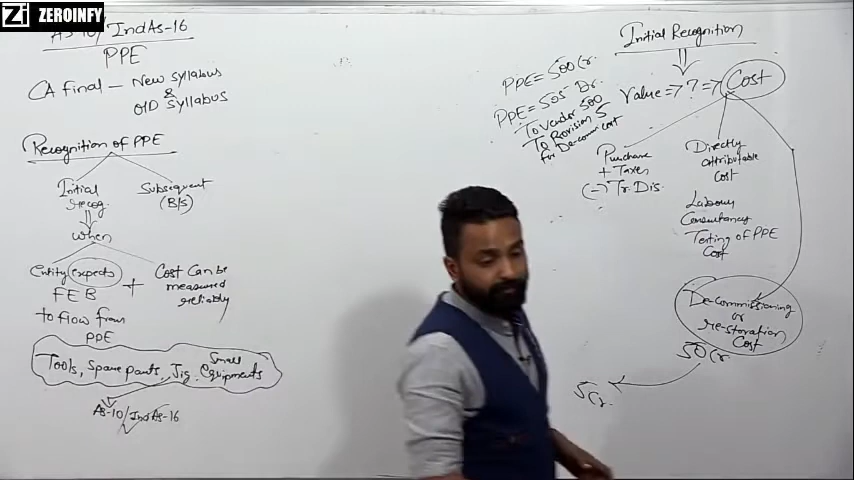 Zi ZEROINFY
AS-10/ IndAs-16
PPE
CA final - New syllabus
&
OlD Syllabus
Recognition of PPE
Initial
Recog.
Subsequent
(B/S)
When
Entity expects
FEB
to flow from
PPE
+
Cost Can be
measured
reliably
Tools, Spare parts, Jig, Small
Equipments
AS-10/IndAs-16
Initial Recognition
Value => ? => Cost
PPE = 500 Cr.
PPE = 505 Dr.
To vendor 500
To Provision 5
for De-comm cost
Purchase
+ Taxes
(-) Tr. Dis.
Directly
attributable
Cost
Labour
Consultancy
Testing of PPE
Cost
De-commissioning
or
Re-storation
Cost
50 Cr
5 Cr.